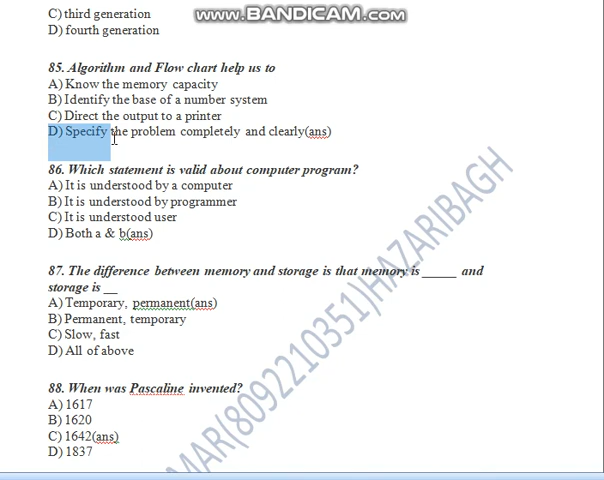 C) third generation
WWW.BANDICAM.COM
D) fourth generation
85. Algorithm and Flow chart help us to
A) Know the memory capacity
B) Identify the base of a number system
C) Direct the output to a printer
D) Specify the problem completely and clearly(ans)
86. Which statement is valid about computer program?
A) It is understood by a computer
B) It is understood by programmer
C) It is understood user
D) Both a & b(ans)
87. The difference between memory and storage is that memory is _____ and
storage is __
A) Temporary, permanent(ans)
B) Permanent, temporary
C) Slow, fast
D) All of above
88. When was Pascaline invented?
A) 1617
B) 1620
C) 1642(ans)
D) 1837
MAR(8092210351)HAZARIBAGH